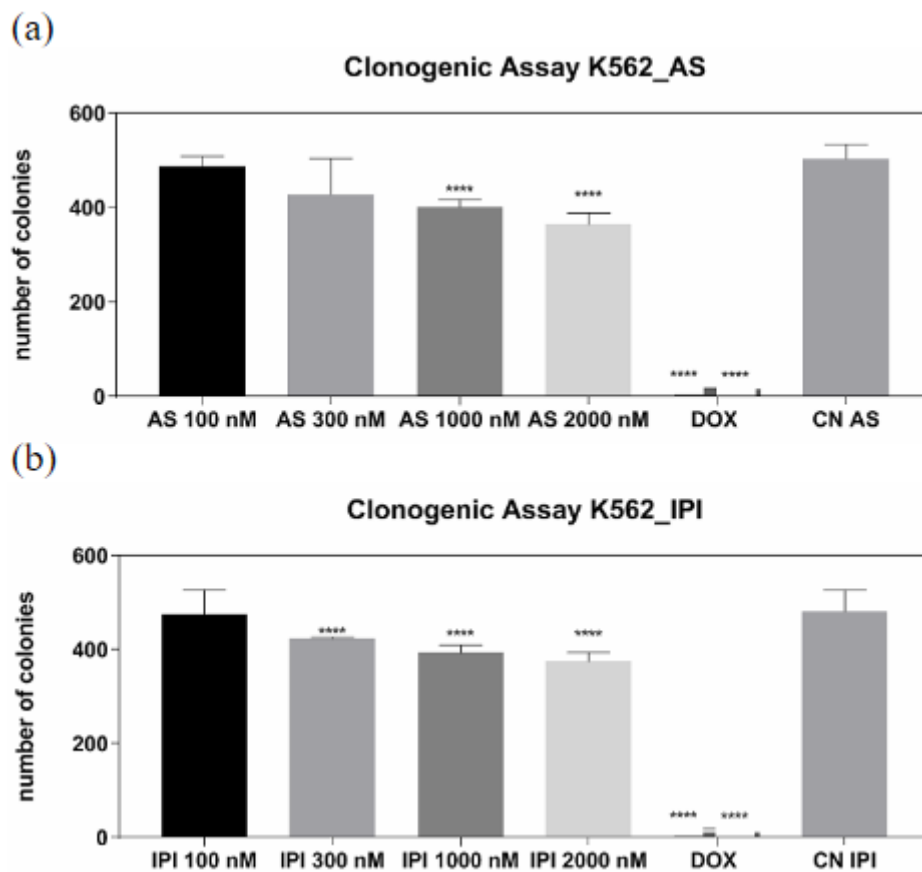 (a)
Clonogenic Assay K562_AS
number of colonies
600
400
200
0
**** **** **** ****
AS 100 nM AS 300 nM AS 1000 nM AS 2000 nM DOX CN AS
(b)
Clonogenic Assay K562_IPI
number of colonies
600
400
200
0
**** **** **** **** ****
IPI 100 nM IPI 300 nM IPI 1000 nM IPI 2000 nM DOX CN IPI